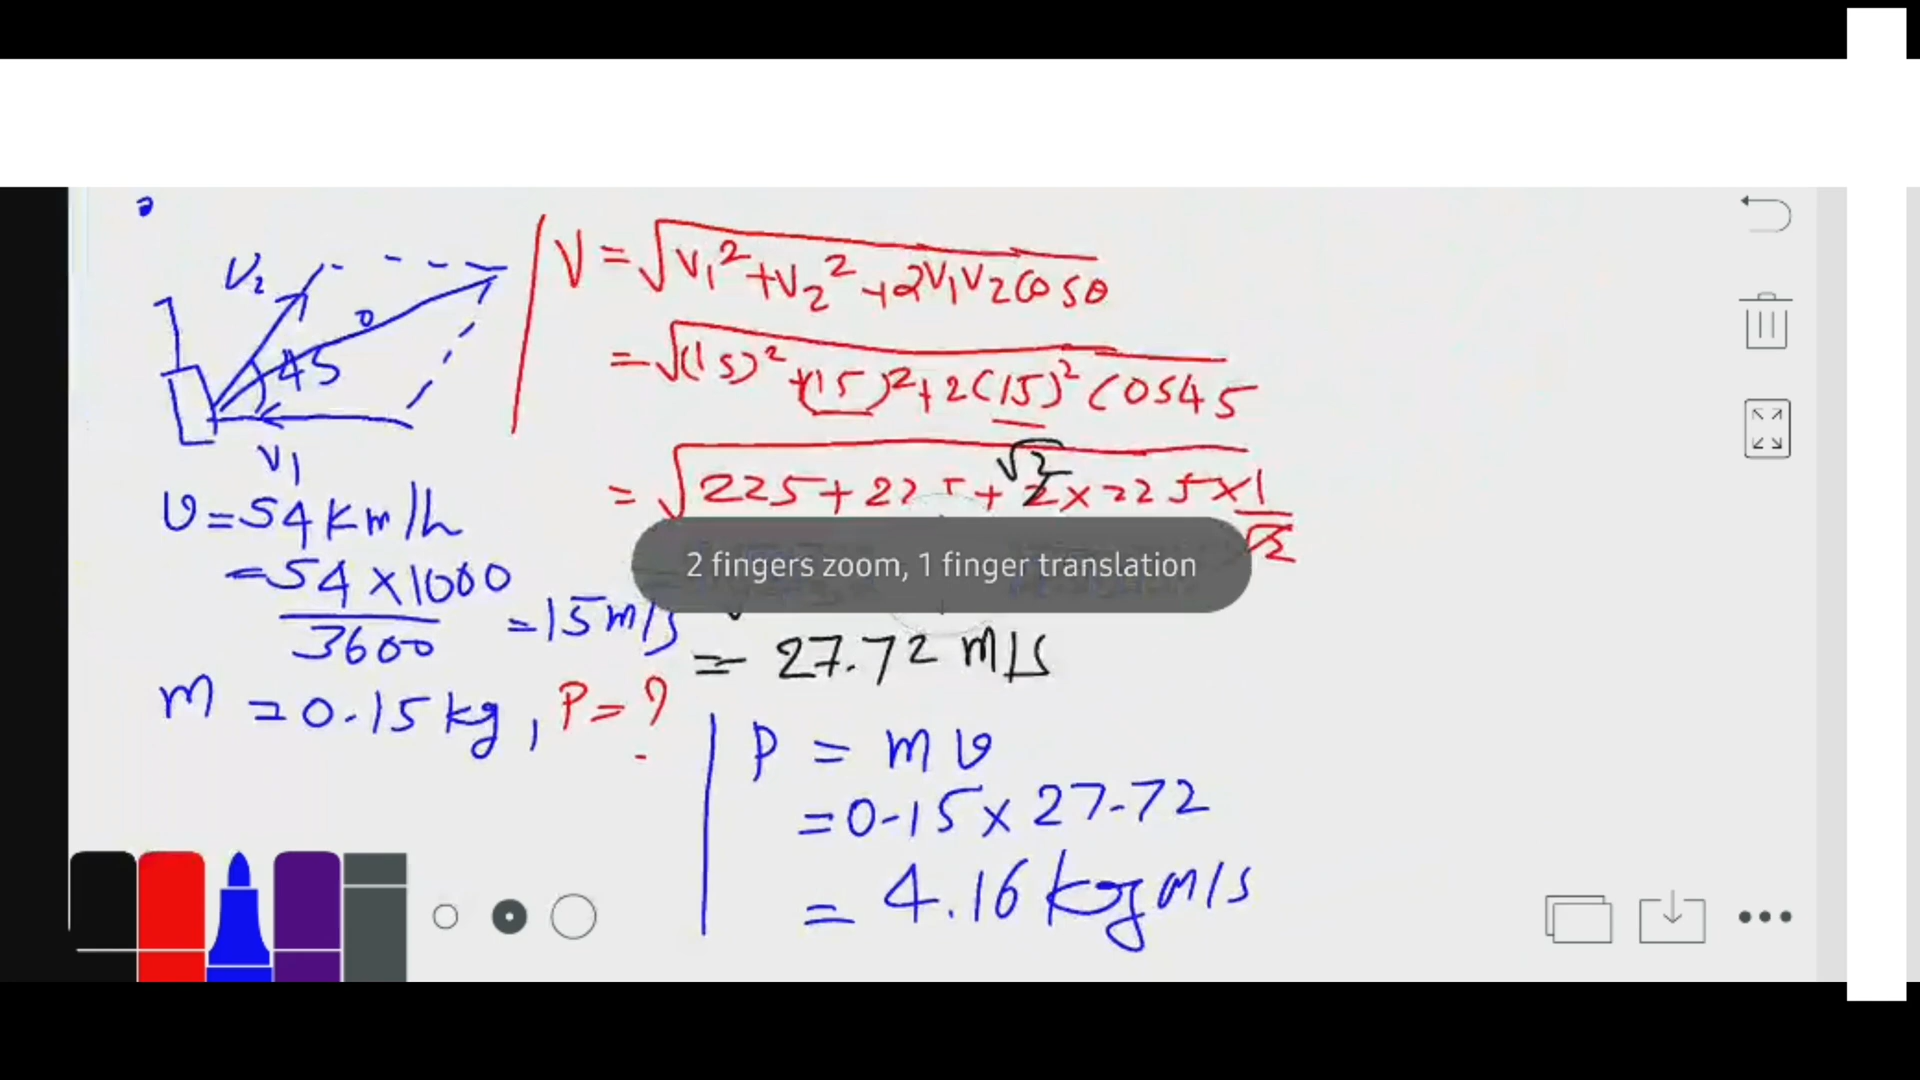 V₂
45
V₁
V = √V₁² + V₂² + 2V₁V₂ Cosθ
= √(15)² + (15)² + 2(15)² COS45
= √225 + 225 + 2 × 225 × 1/√2
√2
2 fingers zoom, 1 finger translation
= 27.72 m/s
v = 54 km/h
= 54 × 1000 / 3600 = 15 m/s
m = 0.15 kg, P = ?
P = m v
= 0.15 × 27.72
= 4.16 kg m/s